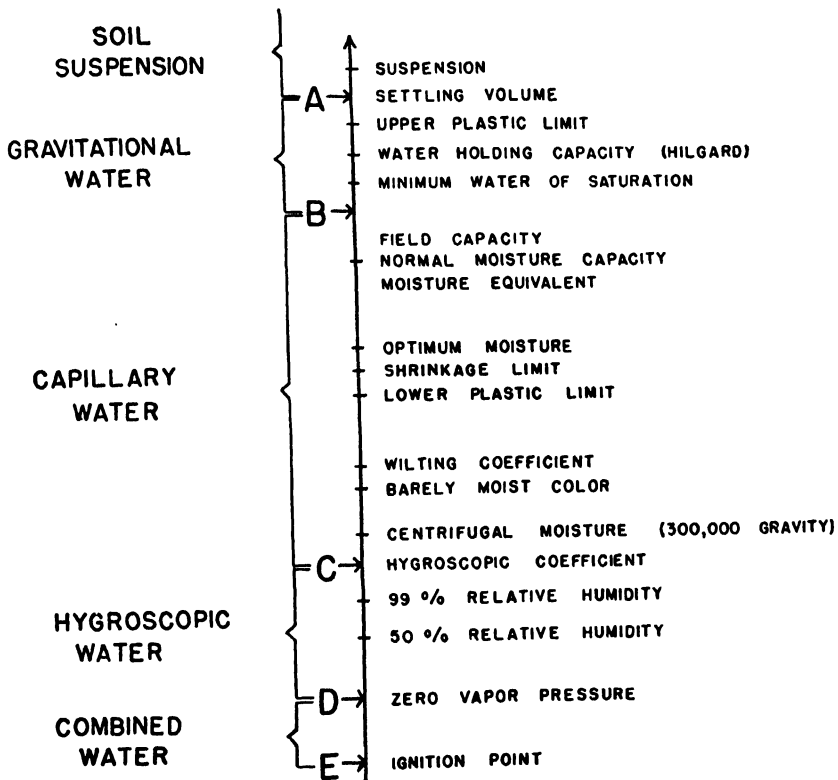 SOIL
SUSPENSION
SUSPENSION
A
SETTLING VOLUME
UPPER PLASTIC LIMIT
GRAVITATIONAL
WATER
WATER HOLDING CAPACITY (HILGARD)
MINIMUM WATER OF SATURATION
B
FIELD CAPACITY
NORMAL MOISTURE CAPACITY
MOISTURE EQUIVALENT
OPTIMUM MOISTURE
SHRINKAGE LIMIT
CAPILLARY
WATER
LOWER PLASTIC LIMIT
WILTING COEFFICIENT
BARELY MOIST COLOR
CENTRIFUGAL MOISTURE (300,000 GRAVITY)
C
HYGROSCOPIC COEFFICIENT
99 % RELATIVE HUMIDITY
HYGROSCOPIC
WATER
50 % RELATIVE HUMIDITY
D
ZERO VAPOR PRESSURE
COMBINED
WATER
E
IGNITION POINT